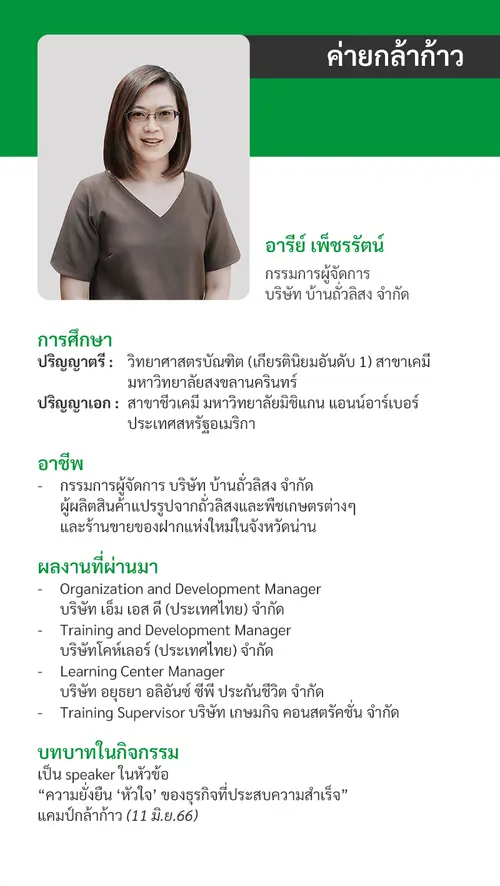 ค่ายกล้าก้าว
อารีย์ เพ็ชรรัตน์
กรรมการผู้จัดการ
บริษัท บ้านถั่วลิสง จำกัด
การศึกษา
ปริญญาตรี : วิทยาศาสตรบัณฑิต (เกียรตินิยมอันดับ 1) สาขาเคมี
มหาวิทยาลัยสงขลานครินทร์
ปริญญาเอก : สาขาชีวเคมี มหาวิทยาลัยมิชิแกน แอนน์อาร์เบอร์
ประเทศสหรัฐอเมริกา
อาชีพ
- กรรมการผู้จัดการ บริษัท บ้านถั่วลิสง จำกัด
ผู้ผลิตสินค้าแปรรูปจากถั่วลิสงและพืชเกษตรต่างๆ
และร้านขายของฝากแห่งใหม่ในจังหวัดน่าน
ผลงานที่ผ่านมา
- Organization and Development Manager
บริษัท เอ็ม เอส ดี (ประเทศไทย) จำกัด
- Training and Development Manager
บริษัทโคห์เลอร์ (ประเทศไทย) จำกัด
- Learning Center Manager
บริษัท อยุธยา อลิอันซ์ ซีพี ประกันชีวิต จำกัด
- Training Supervisor บริษัท เกษมกิจ คอนสตรัคชั่น จำกัด
บทบาทในกิจกรรม
เป็น speaker ในหัวข้อ
“ความยั่งยืน ‘หัวใจ’ ของธุรกิจที่ประสบความสำเร็จ”
แคมป์กล้าก้าว (11 มิ.ย.66)